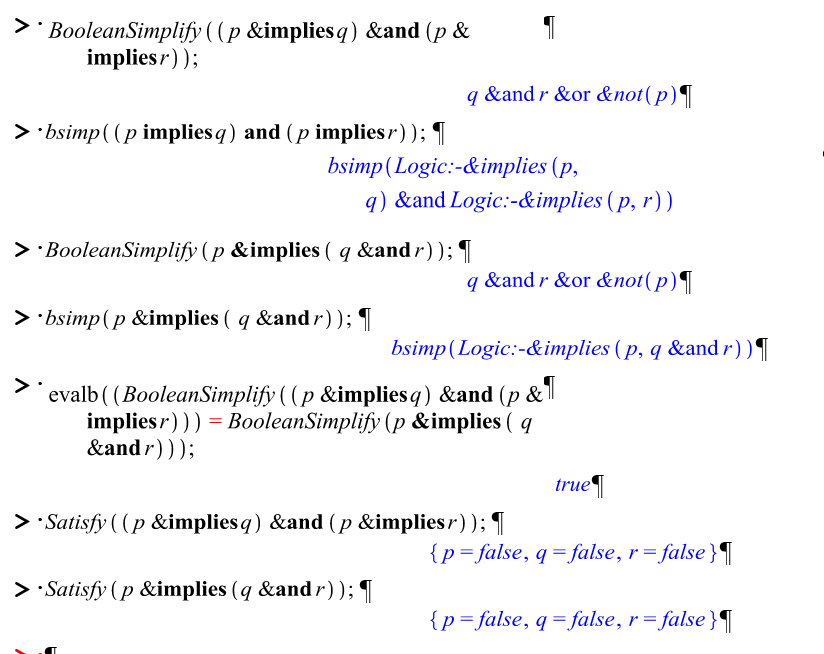 > · BooleanSimplify((p &implies q) &and (p & ¶
implies r));
q &and r &or &not(p)¶
> ·bsimp((p implies q) and (p implies r)); ¶
bsimp(Logic:-&implies(p,
q) &and Logic:-&implies(p, r))
> ·BooleanSimplify(p &implies ( q &and r)); ¶
q &and r &or &not(p)¶
> ·bsimp(p &implies ( q &and r)); ¶
bsimp(Logic:-&implies(p, q &and r))¶
> · evalb((BooleanSimplify((p &implies q) &and (p & ¶
implies r))) = BooleanSimplify(p &implies ( q
&and r)));
true¶
> ·Satisfy((p &implies q) &and (p &implies r)); ¶
{p = false, q = false, r = false}¶
> ·Satisfy(p &implies (q &and r)); ¶
{p = false, q = false, r = false}¶
> ·¶